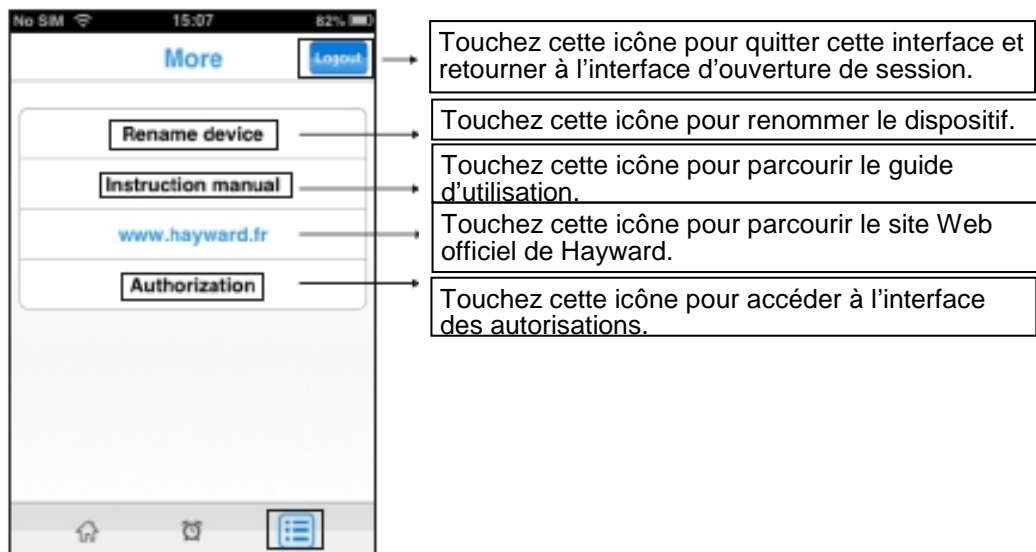 No SIM 15:07 82%
More
Logout
Touchez cette icône pour quitter cette interface et
retourner à l’interface d’ouverture de session.
Rename device
Touchez cette icône pour renommer le dispositif.
Instruction manual
Touchez cette icône pour parcourir le guide
d’utilisation.
www.hayward.fr
Touchez cette icône pour parcourir le site Web
officiel de Hayward.
Authorization
Touchez cette icône pour accéder à l’interface
des autorisations.